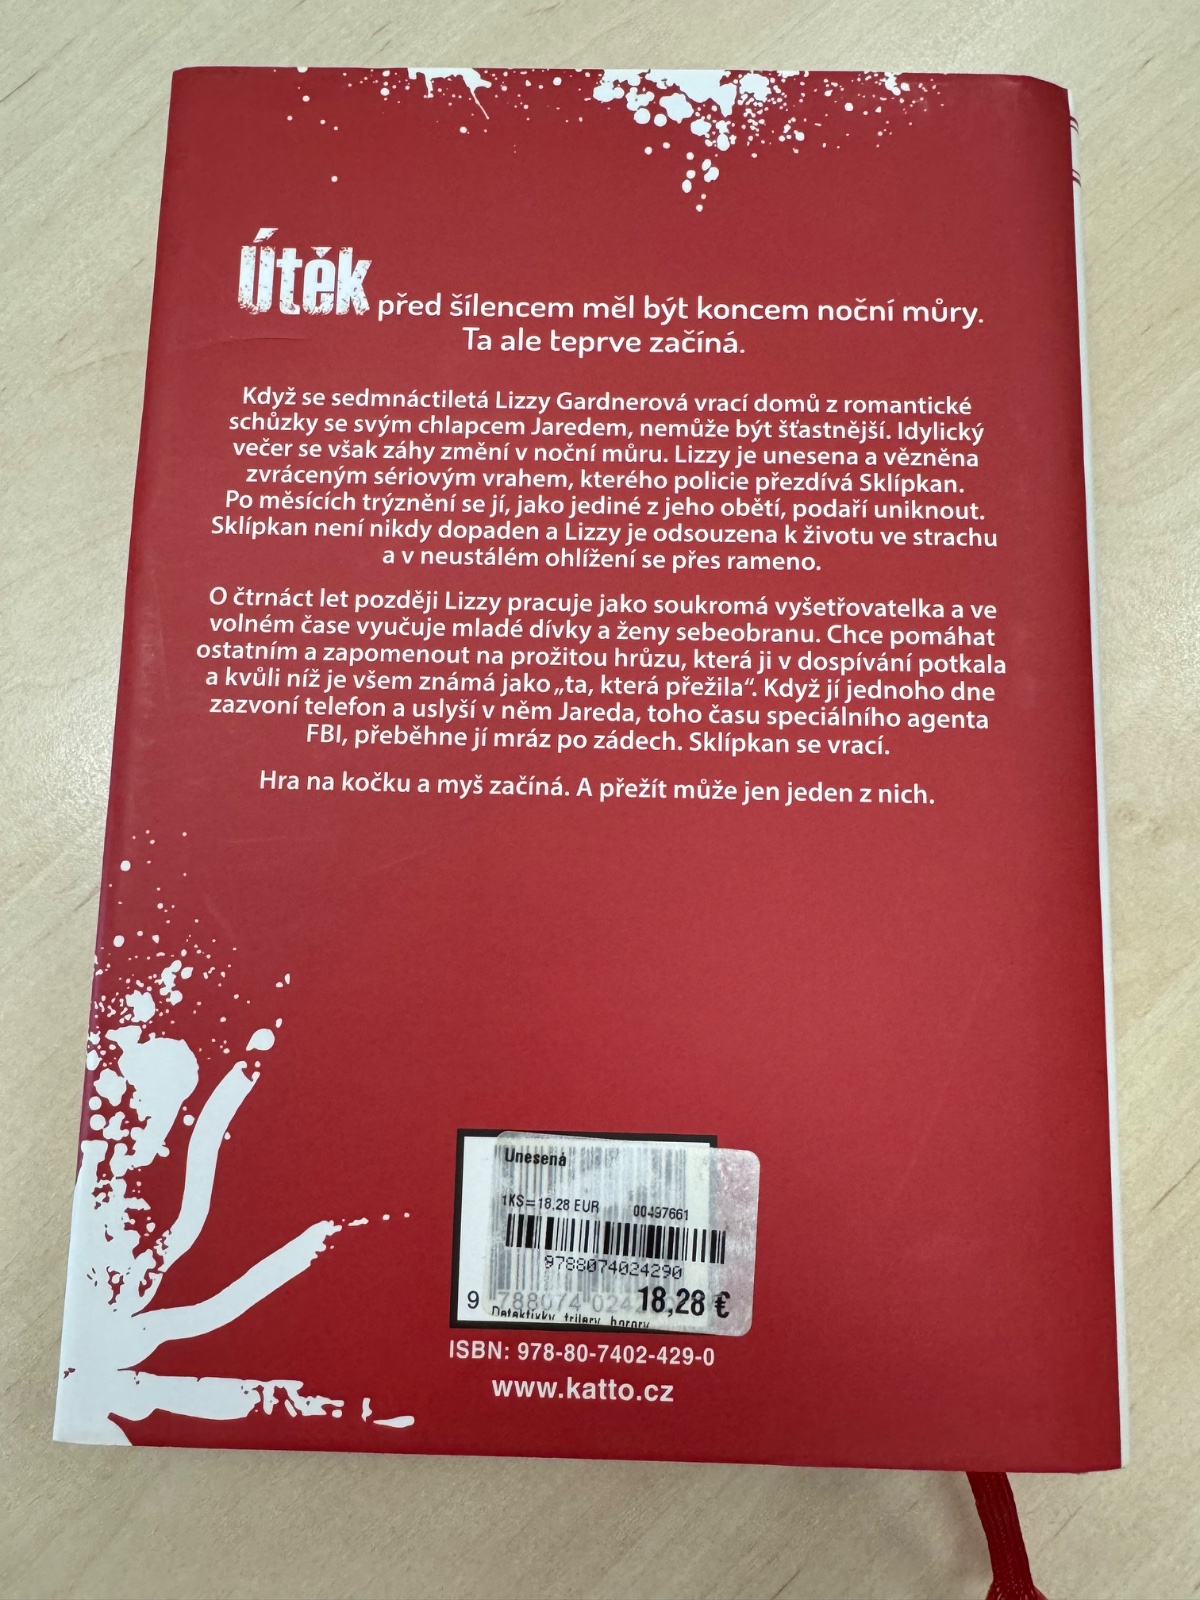 Útěk před šílencem měl být koncem noční můry.
Ta ale teprve začíná.
Když se sedmnáctiletá Lizzy Gardnerová vrací domů z romantické
schůzky se svým chlapcem Jaredem, nemůže být šťastnější. Idylický
večer se však záhy změní v noční můru. Lizzy je unesena a vězněna
zvráceným sériovým vrahem, kterého policie přezdívá Sklípkan.
Po měsících trýznění se jí, jako jediné z jeho obětí, podaří uniknout.
Sklípkan není nikdy dopaden a Lizzy je odsouzena k životu ve strachu
a v neustálém ohlížení se přes rameno.
O čtrnáct let později Lizzy pracuje jako soukromá vyšetřovatelka a ve
volném čase vyučuje mladé dívky a ženy sebeobranu. Chce pomáhat
ostatním a zapomenout na prožitou hrůzu, která ji v dospívání potkala
a kvůli níž je všem známá jako „ta, která přežila“. Když jí jednoho dne
zazvoní telefon a uslyší v něm Jareda, toho času speciálního agenta
FBI, přeběhne jí mráz po zádech. Sklípkan se vrací.
Hra na kočku a myš začíná. A přežít může jen jeden z nich.
Unesená
1KS=18.28 EUR 00497661
9788074024290
9 788074 024 18,28 €
Detektívky, trilery, horory
ISBN: 978-80-7402-429-0
www.katto.cz